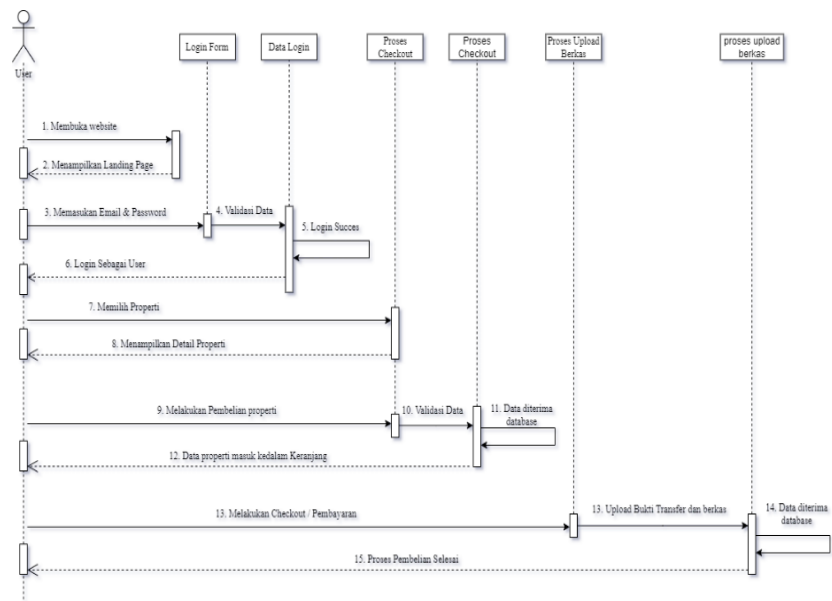 User
Login Form
Data Login
Proses
Checkout
Proses
Checkout
Proses Upload
Berkas
proses upload
berkas
1. Membuka website
2. Menampilkan Landing Page
3. Memasukan Email & Password
4. Validasi Data
5. Login Succes
6. Login Sebagai User
7. Memilih Properti
8. Menampilkan Detail Properti
9. Melakukan Pembelian properti
10. Validasi Data
11. Data diterima
database
12. Data properti masuk kedalam Keranjang
13. Melakukan Checkout / Pembayaran
13. Upload Bukti Transfer dan berkas
14. Data diterima
database
15. Proses Pembelian Selesai